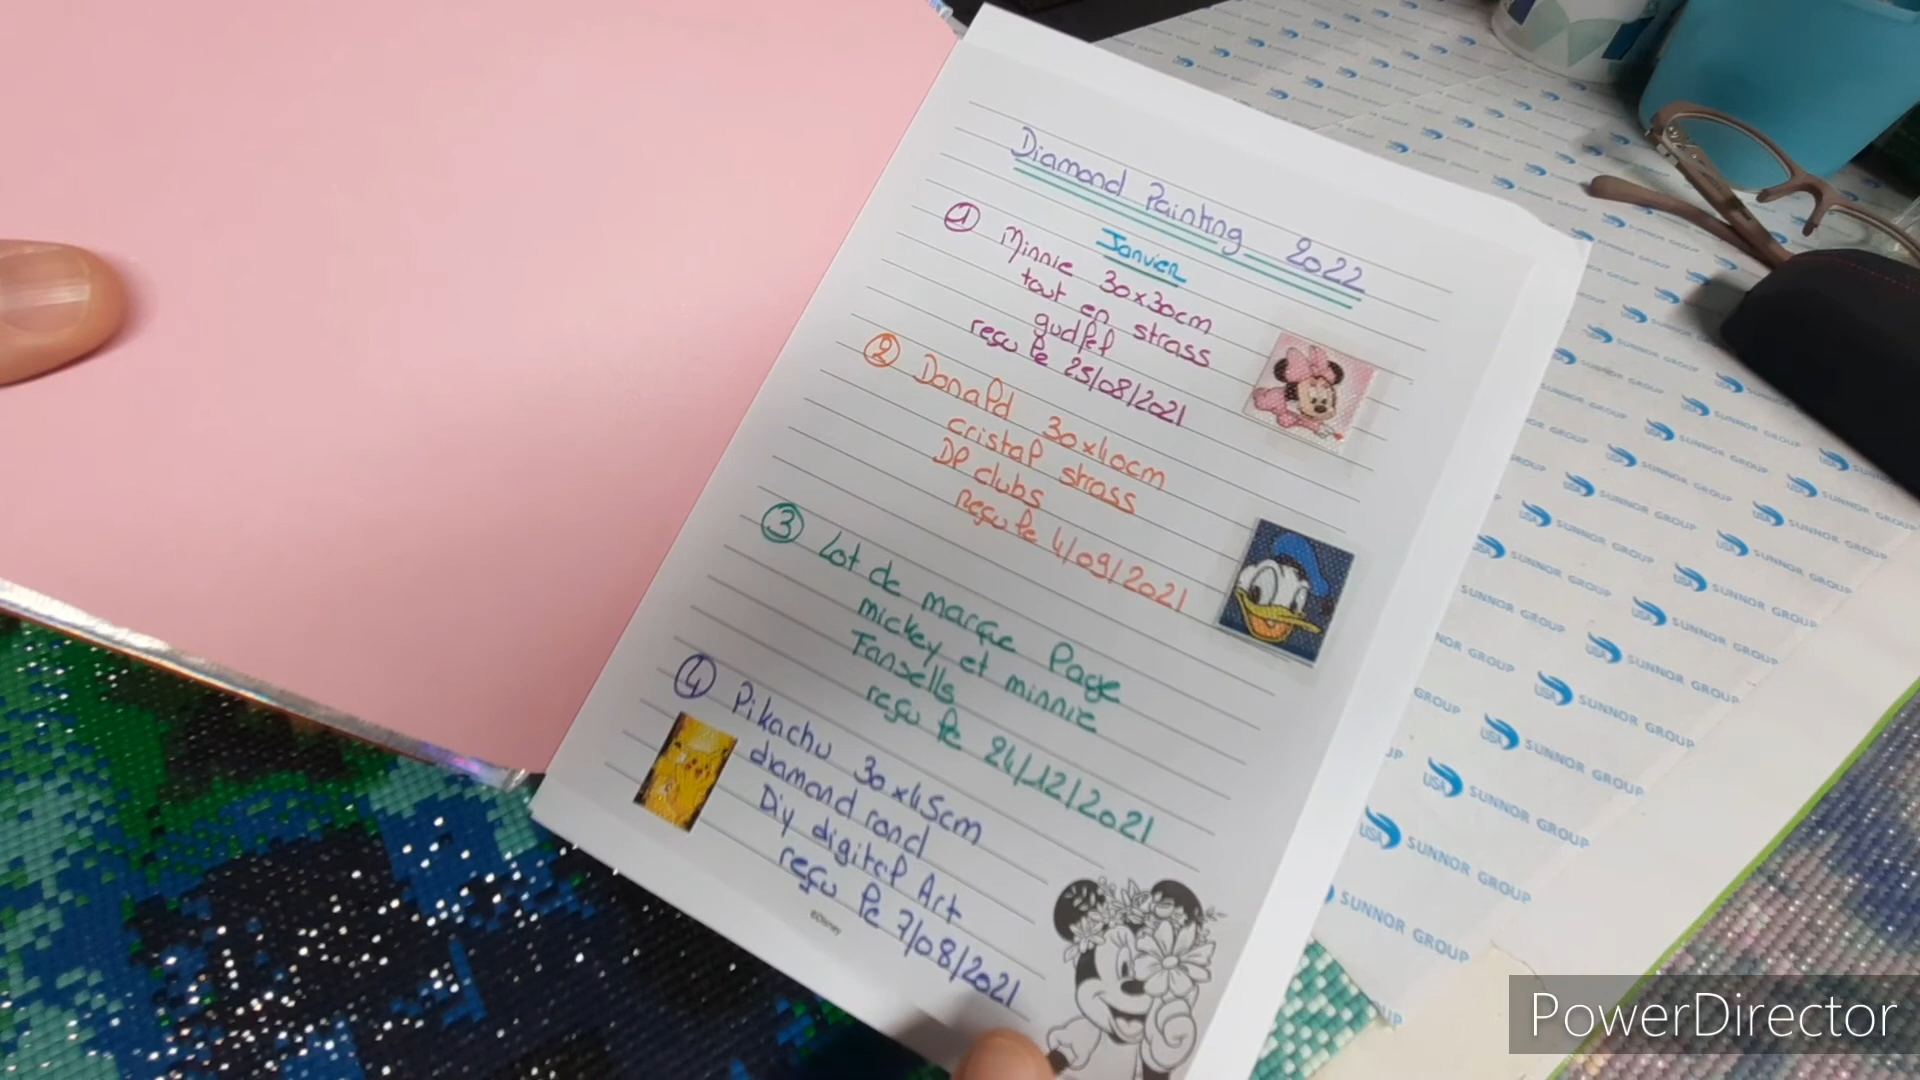 Diamond Painting 2022
Janvier
① Minnie 30x30cm
tout en strass
gudfef
reçu le 25/08/2021
② Donald 30x40cm
cristal strass
DP clubs
reçu le 4/09/2021
③ Lot de marque Page
mickey et minnie
Fansells
reçu le 24/12/2021
④ Pikachu 30x45cm
diamond rond
Diy digital Art
reçu le 7/08/2021
©Disney
USA SUNNOR GROUP
PowerDirector